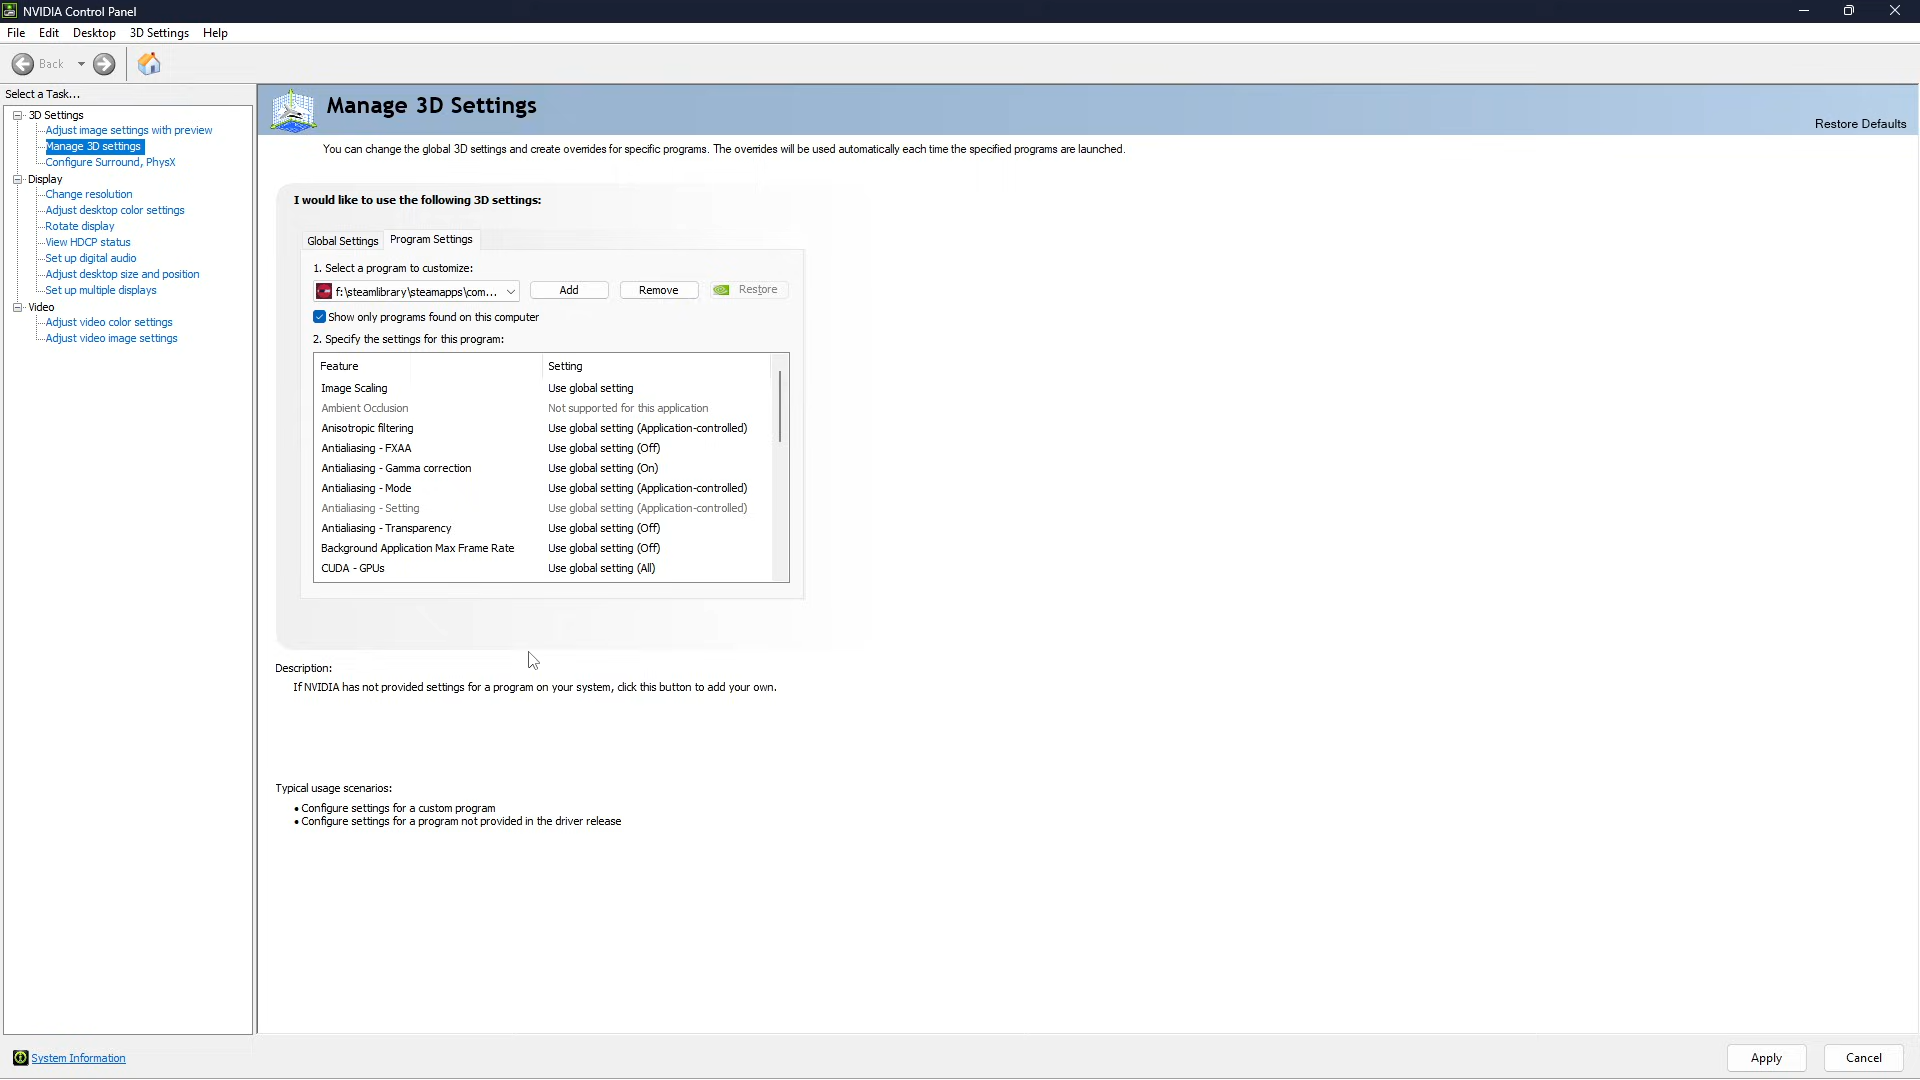 NVIDIA Control Panel
File Edit Desktop 3D Settings Help
Back
Select a Task...
3D Settings
Adjust image settings with preview
Manage 3D settings
Configure Surround, PhysX
Display
Change resolution
Adjust desktop color settings
Rotate display
View HDCP status
Set up digital audio
Adjust desktop size and position
Set up multiple displays
Video
Adjust video color settings
Adjust video image settings
Manage 3D Settings
Restore Defaults
You can change the global 3D settings and create overrides for specific programs. The overrides will be used automatically each time the specified programs are launched.
I would like to use the following 3D settings:
Global Settings Program Settings
1. Select a program to customize:
f:\steamlibrary\steamapps\com... Add Remove Restore
Show only programs found on this computer
2. Specify the settings for this program:
Feature Setting
Image Scaling Use global setting
Ambient Occlusion Not supported for this application
Anisotropic filtering Use global setting (Application-controlled)
Antialiasing - FXAA Use global setting (Off)
Antialiasing - Gamma correction Use global setting (On)
Antialiasing - Mode Use global setting (Application-controlled)
Antialiasing - Setting Use global setting (Application-controlled)
Antialiasing - Transparency Use global setting (Off)
Background Application Max Frame Rate Use global setting (Off)
CUDA - GPUs Use global setting (All)
Description:
If NVIDIA has not provided settings for a program on your system, click this button to add your own.
Typical usage scenarios:
• Configure settings for a custom program
• Configure settings for a program not provided in the driver release
System Information
Apply Cancel